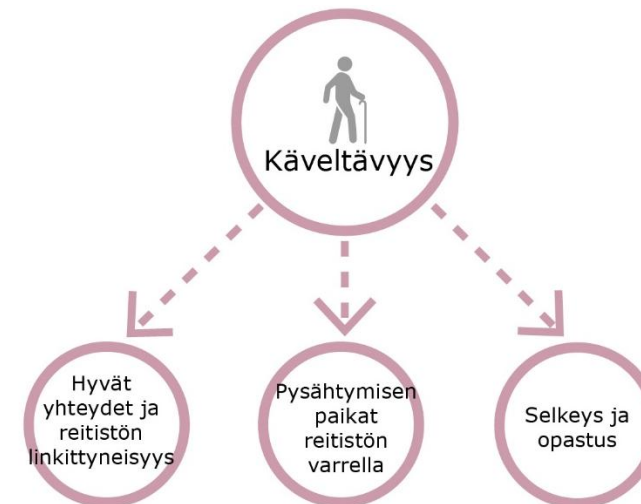 Käveltävyys
Hyvät
yhteydet ja
reitistön
linkittyneisyys
Pysähtymisen
paikat
reitistön
varrella
Selkeys ja
opastus